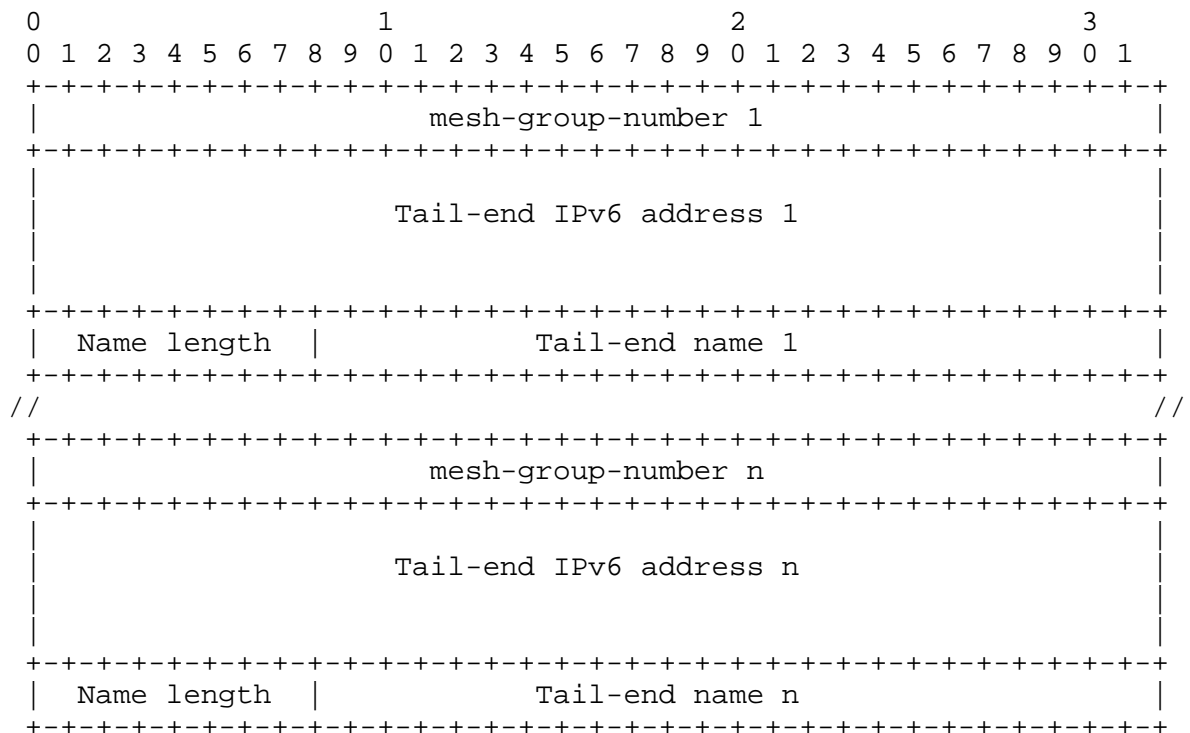 0                   1                   2                   3
 0 1 2 3 4 5 6 7 8 9 0 1 2 3 4 5 6 7 8 9 0 1 2 3 4 5 6 7 8 9 0 1
 +-+-+-+-+-+-+-+-+-+-+-+-+-+-+-+-+-+-+-+-+-+-+-+-+-+-+-+-+-+-+-+-+
 |                      mesh-group-number 1                      |
 +-+-+-+-+-+-+-+-+-+-+-+-+-+-+-+-+-+-+-+-+-+-+-+-+-+-+-+-+-+-+-+-+
 |                                                               |
 |                    Tail-end IPv6 address 1                    |
 |                                                               |
 |                                                               |
 +-+-+-+-+-+-+-+-+-+-+-+-+-+-+-+-+-+-+-+-+-+-+-+-+-+-+-+-+-+-+-+-+
 |  Name length  |            Tail-end name 1                    |
 +-+-+-+-+-+-+-+-+-+-+-+-+-+-+-+-+-+-+-+-+-+-+-+-+-+-+-+-+-+-+-+-+
//                                                               //
 +-+-+-+-+-+-+-+-+-+-+-+-+-+-+-+-+-+-+-+-+-+-+-+-+-+-+-+-+-+-+-+-+
 |                      mesh-group-number n                      |
 +-+-+-+-+-+-+-+-+-+-+-+-+-+-+-+-+-+-+-+-+-+-+-+-+-+-+-+-+-+-+-+-+
 |                                                               |
 |                    Tail-end IPv6 address n                    |
 |                                                               |
 |                                                               |
 +-+-+-+-+-+-+-+-+-+-+-+-+-+-+-+-+-+-+-+-+-+-+-+-+-+-+-+-+-+-+-+-+
 |  Name length  |            Tail-end name n                    |
 +-+-+-+-+-+-+-+-+-+-+-+-+-+-+-+-+-+-+-+-+-+-+-+-+-+-+-+-+-+-+-+-+